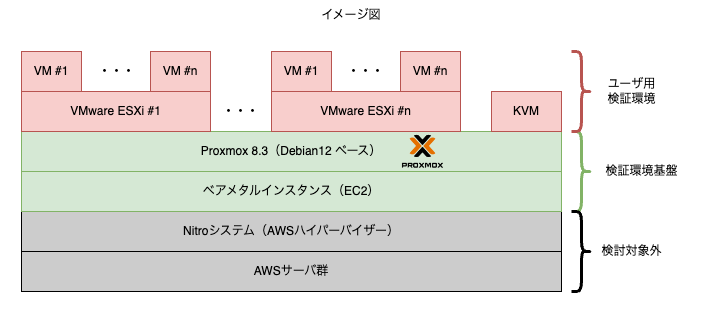 イメージ図
VM #1 ・・・ VM #n VM #1 ・・・ VM #n
VMware ESXi #1 ・・・ VMware ESXi #n KVM
ユーザ用
検証環境
Proxmox 8.3（Debian12 ベース）
PROXMOX
ベアメタルインスタンス（EC2）
検証環境基盤
Nitroシステム（AWSハイパーバイザー）
AWSサーバ群
検討対象外